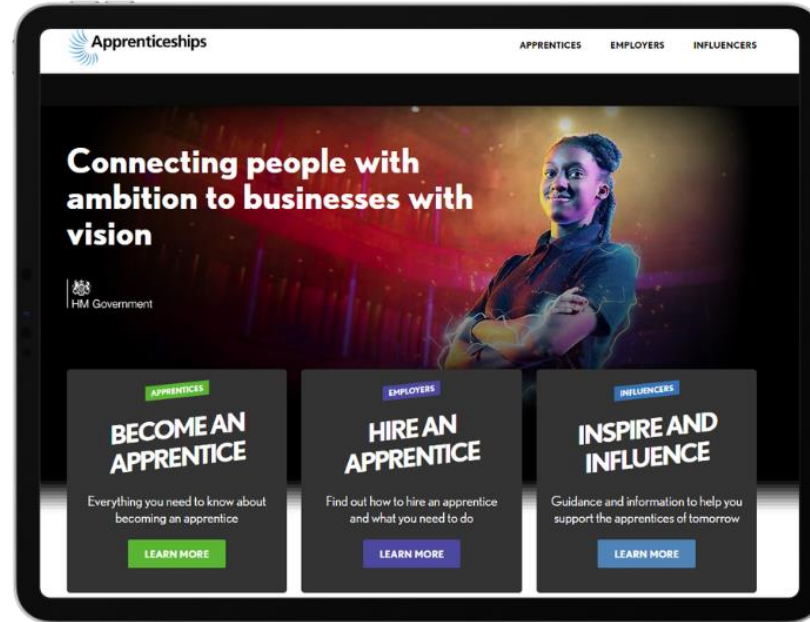 Apprenticeships
APPRENTICES EMPLOYERS INFLUENCERS
Connecting people with
ambition to businesses with
vision
HM Government
APPRENTICES
BECOME AN
APPRENTICE
Everything you need to know about
becoming an apprentice
LEARN MORE
EMPLOYERS
HIRE AN
APPRENTICE
Find out how to hire an apprentice
and what you need to do
LEARN MORE
INFLUENCERS
INSPIRE AND
INFLUENCE
Guidance and information to help you
support the apprentices of tomorrow
LEARN MORE